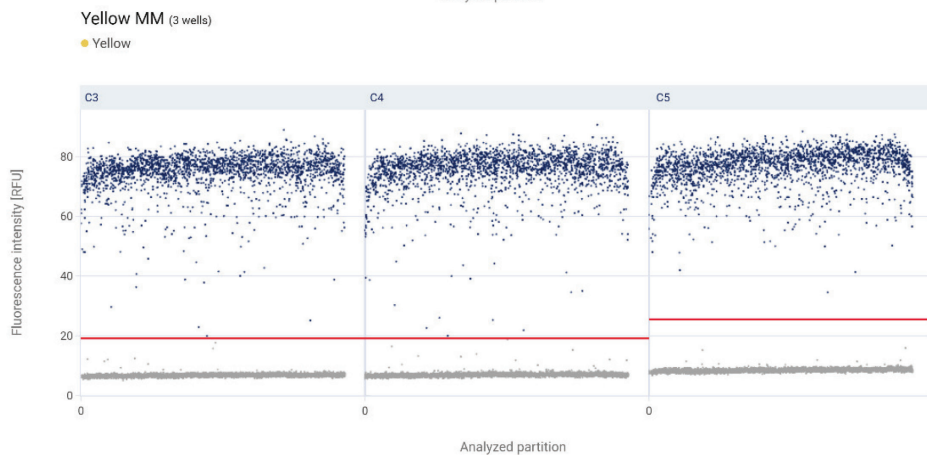 Yellow MM (3 wells)
Yellow
C3 C4 C5
Fluorescence intensity [RFU]
80
60
40
20
0
0 0 0
Analyzed partition